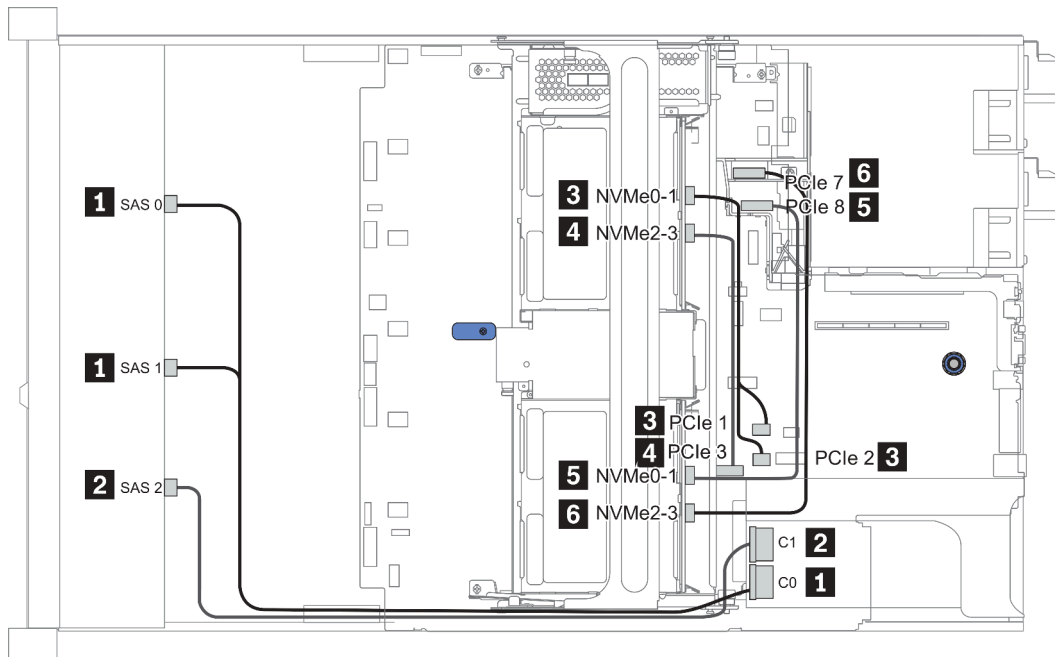 1 SAS 0
1 SAS 1
2 SAS 2
3 NVMe0-1
4 NVMe2-3
PCIe 7 6
PCIe 8 5
3 PCIe 1
4 PCIe 3
PCIe 2 3
5 NVMe0-1
6 NVMe2-3
C1 2
C0 1